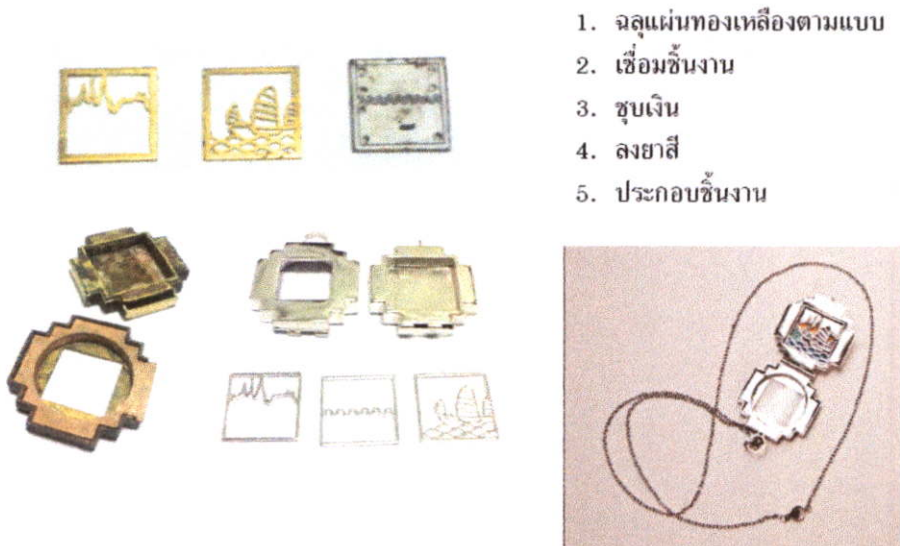 1. ฉลุแผ่นทองเหลืองตามแบบ
2. เชื่อมชิ้นงาน
3. ชุบเงิน
4. ลงยาสี
5. ประกอบชิ้นงาน